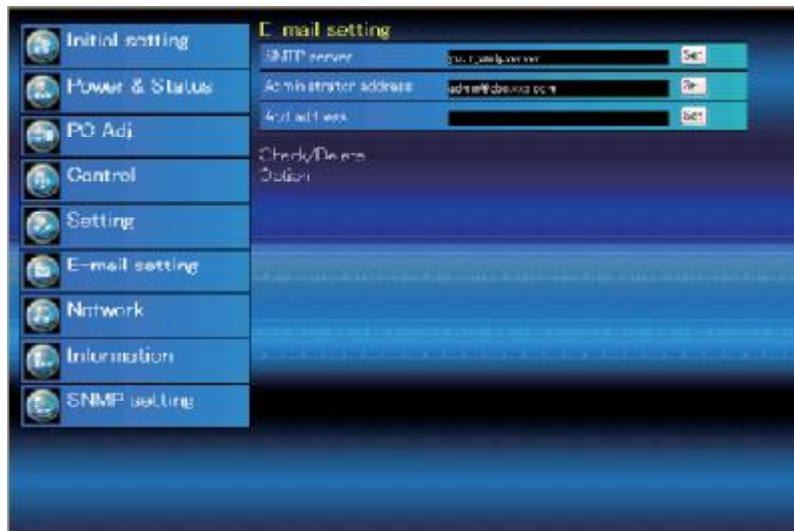 Initial setting
Power & Status
PC Adj.
Control
Setting
E-mail setting
Network
Information
SNMP setting
E-mail setting
SMTP server
Set
Administrator address
Set
Add address
Set
Check/Delete
Option